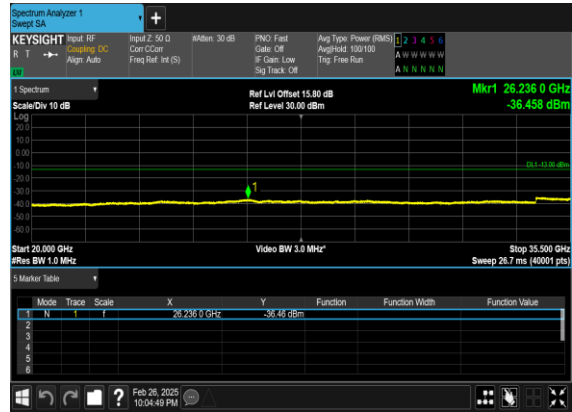 Spectrum Analyzer 1
Swept SA
+
KEYSIGHT Input: RF Input Z: 50 Ω #Atten: 30 dB PNO: Fast Avg Type: Power (RMS) 1 2 3 4 5 6
R T Coupling: DC Corr CCorr Gate: Off Avg|Hold: 100/100 A W W W W W
Align: Auto Freq Ref: Int (S) IF Gain: Low Trig: Free Run A N N N N N
Sig Track: Off
1 Spectrum Ref Lvl Offset 15.80 dB Mkr1 26.236 0 GHz
Scale/Div 10 dB Ref Level 30.00 dBm -36.458 dBm
Log
20.0
10.0
0.00
-10.0 DL1 -13.00 dBm
-20.0
-30.0 1
-40.0
-50.0
-60.0
Start 20.000 GHz Video BW 3.0 MHz* Stop 35.500 GHz
#Res BW 1.0 MHz Sweep 26.7 ms (40001 pts)
5 Marker Table
Mode Trace Scale X Y Function Function Width Function Value
1 N 1 f 26.236 0 GHz -36.46 dBm
2
3
4
5
6
? Feb 26, 2025
10:04:49 PM